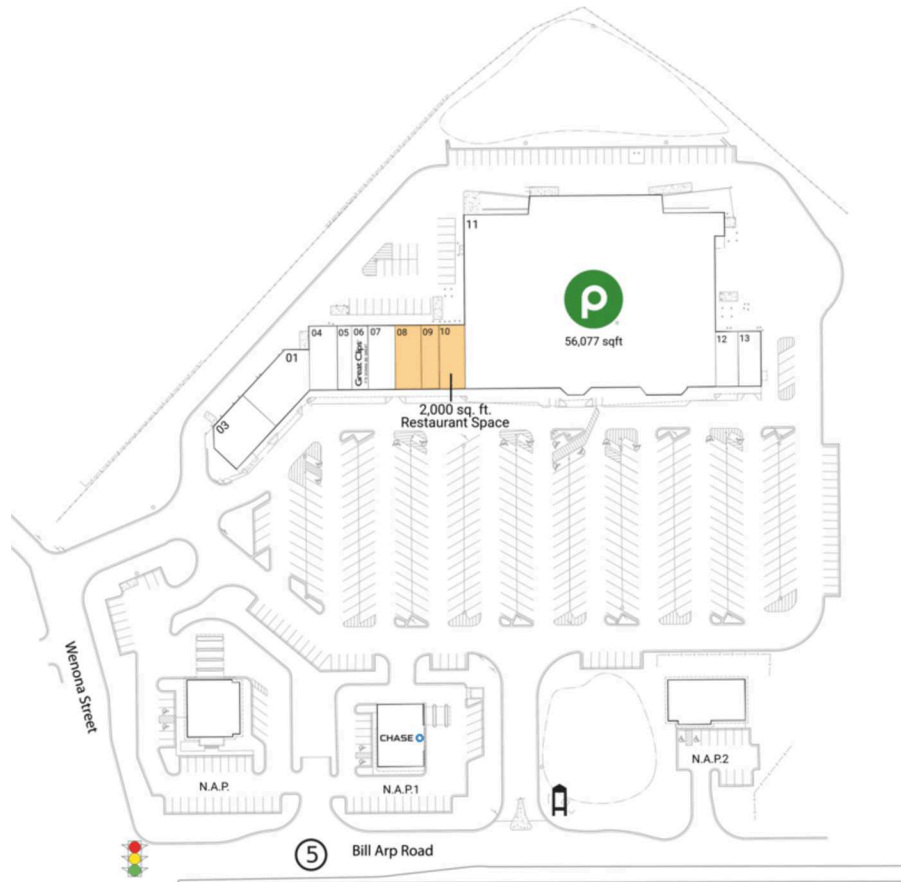 11
p
56,077 sqft
04
05
06
07
08
09
10
12
13
01
Great Clips
03
2,000 sq. ft.
Restaurant Space
Wenona Street
CHASE
N.A.P.
N.A.P.1
N.A.P.2
5
Bill Arp Road